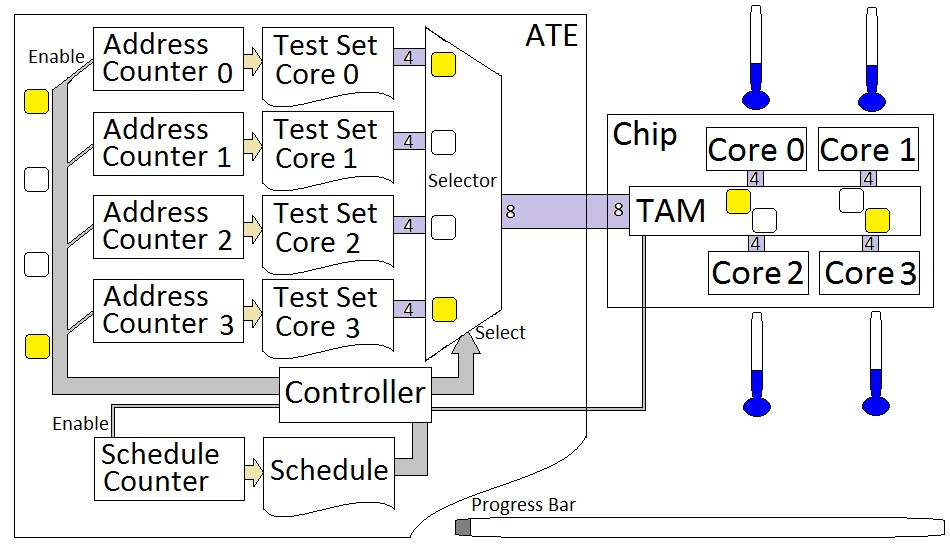 ATE
Enable
Address
Counter 0
Test Set
Core 0
4
Address
Counter 1
Test Set
Core 1
4
Selector
Address
Counter 2
Test Set
Core 2
4
Address
Counter 3
Test Set
Core 3
4
Select
8
8
Chip
Core 0
Core 1
4
4
TAM
4
4
Core 2
Core 3
Controller
Enable
Schedule
Counter
Schedule
Progress Bar